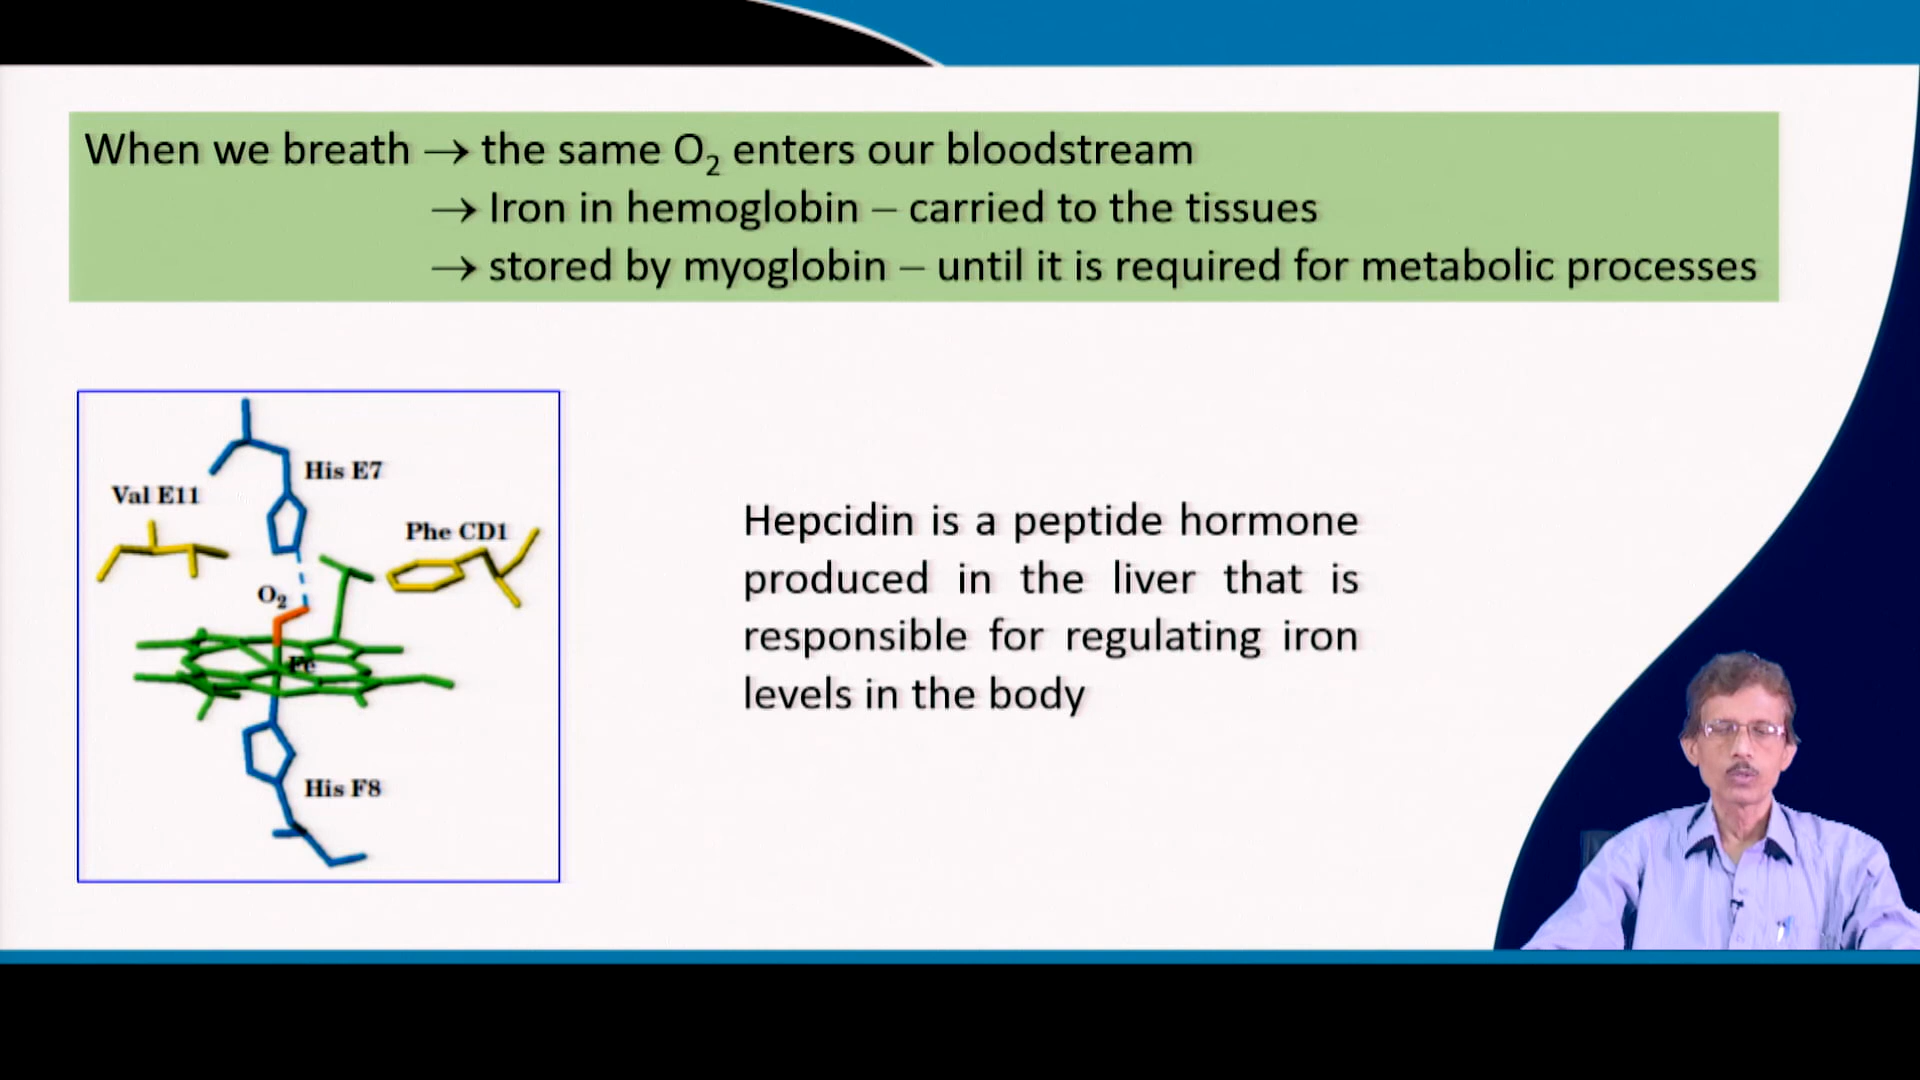 When we breath → the same O₂ enters our bloodstream
→ Iron in hemoglobin – carried to the tissues
→ stored by myoglobin – until it is required for metabolic processes
His E7
Val E11
Phe CD1
O₂
Fe
His F8
Hepcidin is a peptide hormone
produced in the liver that is
responsible for regulating iron
levels in the body